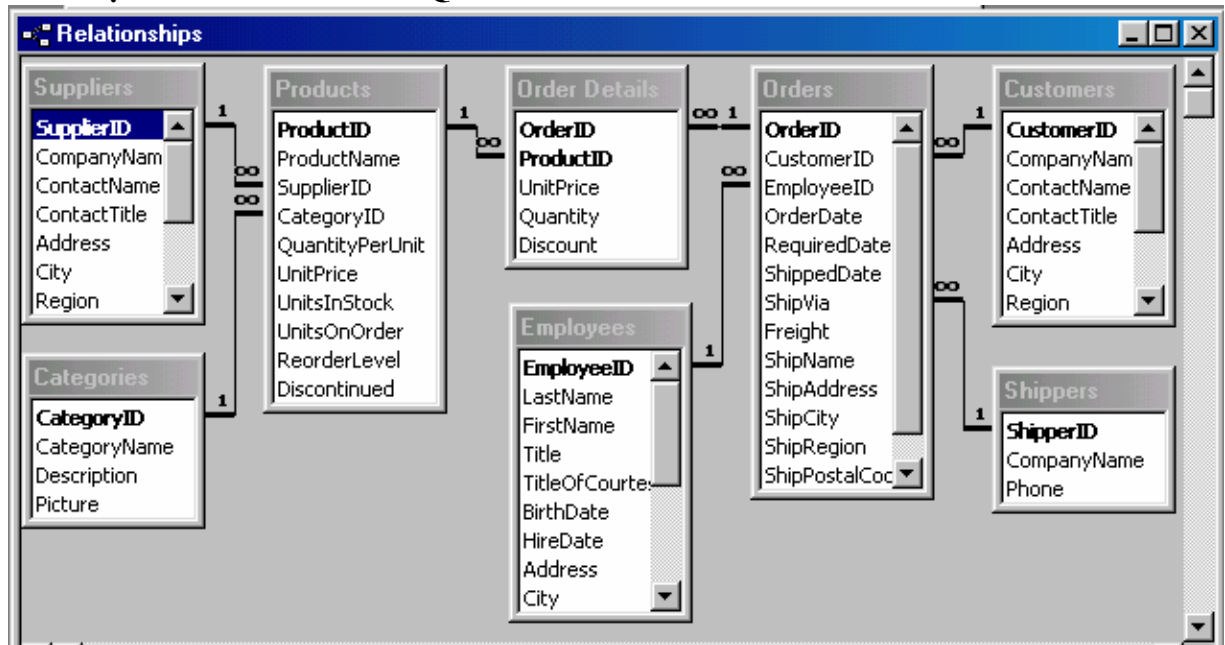 Relationships
Suppliers
SupplierID
CompanyNam
ContactName
ContactTitle
Address
City
Region
Categories
CategoryID
CategoryName
Description
Picture
Products
ProductID
ProductName
SupplierID
CategoryID
QuantityPerUnit
UnitPrice
UnitsInStock
UnitsOnOrder
ReorderLevel
Discontinued
Order Details
OrderID
ProductID
UnitPrice
Quantity
Discount
Employees
EmployeeID
LastName
FirstName
Title
TitleOfCourte
BirthDate
HireDate
Address
City
Orders
OrderID
CustomerID
EmployeeID
OrderDate
RequiredDate
ShippedDate
ShipVia
Freight
ShipName
ShipAddress
ShipCity
ShipRegion
ShipPostalCoc
Customers
CustomerID
CompanyNam
ContactName
ContactTitle
Address
City
Region
Shippers
ShipperID
CompanyName
Phone
1
∞
∞
1
1
∞
∞ 1
∞
1
1
∞
∞
1